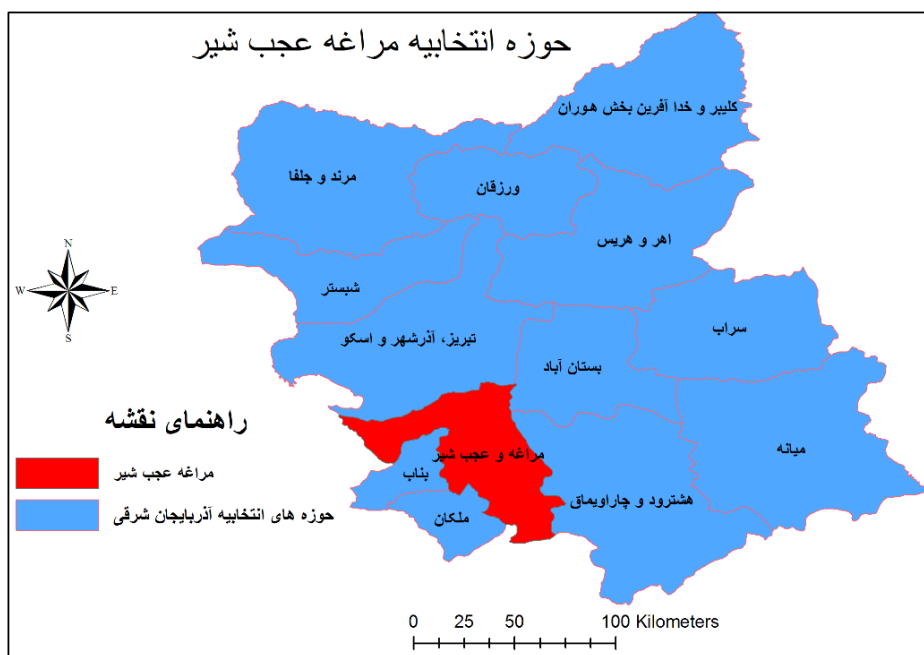 حوزه انتخابیه مراغه عجب شیر
کلیبر و خدا آفرین بخش هوران
مرند و جلفا
ورزقان
اهر و هریس
N
W E
S
شبستر
سراب
تبریز، آذرشهر و اسکو
بستان آباد
راهنمای نقشه
میانه
مراغه و عجب شیر
مراغه عجب شیر
بناب
هشترود و چاراویماق
حوزه های انتخابیه آذربایجان شرقی
ملکان
0 25 50 100 Kilometers